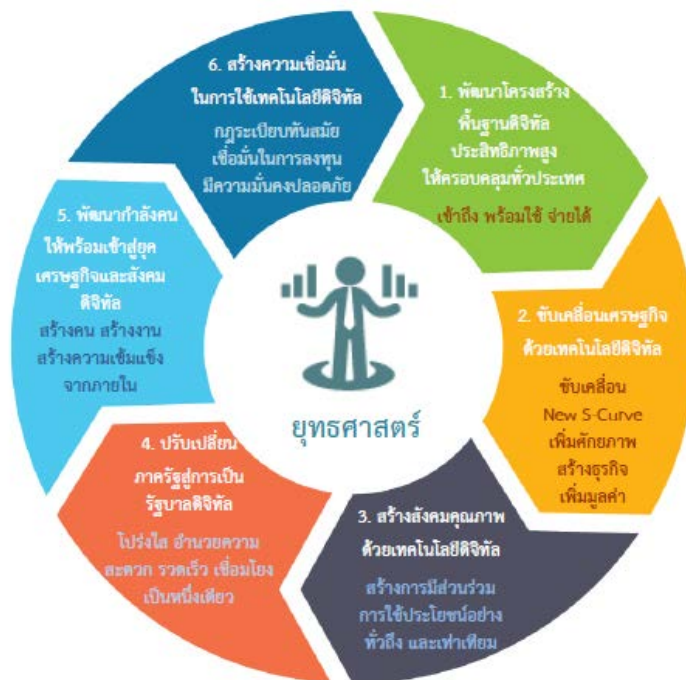 1. พัฒนาโครงสร้าง
พื้นฐานดิจิทัล
ประสิทธิภาพสูง
ให้ครอบคลุมทั่วประเทศ
เข้าถึง พร้อมใช้ จ่ายได้
2. ขับเคลื่อนเศรษฐกิจ
ด้วยเทคโนโลยีดิจิทัล
ขับเคลื่อน
New S-Curve
เพิ่มศักยภาพ
สร้างธุรกิจ
เพิ่มมูลค่า
3. สร้างสังคมคุณภาพ
ด้วยเทคโนโลยีดิจิทัล
สร้างการมีส่วนร่วม
การใช้ประโยชน์อย่าง
ทั่วถึง และเท่าเทียม
4. ปรับเปลี่ยน
ภาครัฐสู่การเป็น
รัฐบาลดิจิทัล
โปร่งใส อำนวยความ
สะดวก รวดเร็ว เชื่อมโยง
เป็นหนึ่งเดียว
5. พัฒนากำลังคน
ให้พร้อมเข้าสู่ยุค
เศรษฐกิจและสังคม
ดิจิทัล
สร้างคน สร้างงาน
สร้างความเข้มแข็ง
จากภายใน
6. สร้างความเชื่อมั่น
ในการใช้เทคโนโลยีดิจิทัล
กฎระเบียบทันสมัย
เชื่อมั่นในการลงทุน
มีความมั่นคงปลอดภัย
ยุทธศาสตร์